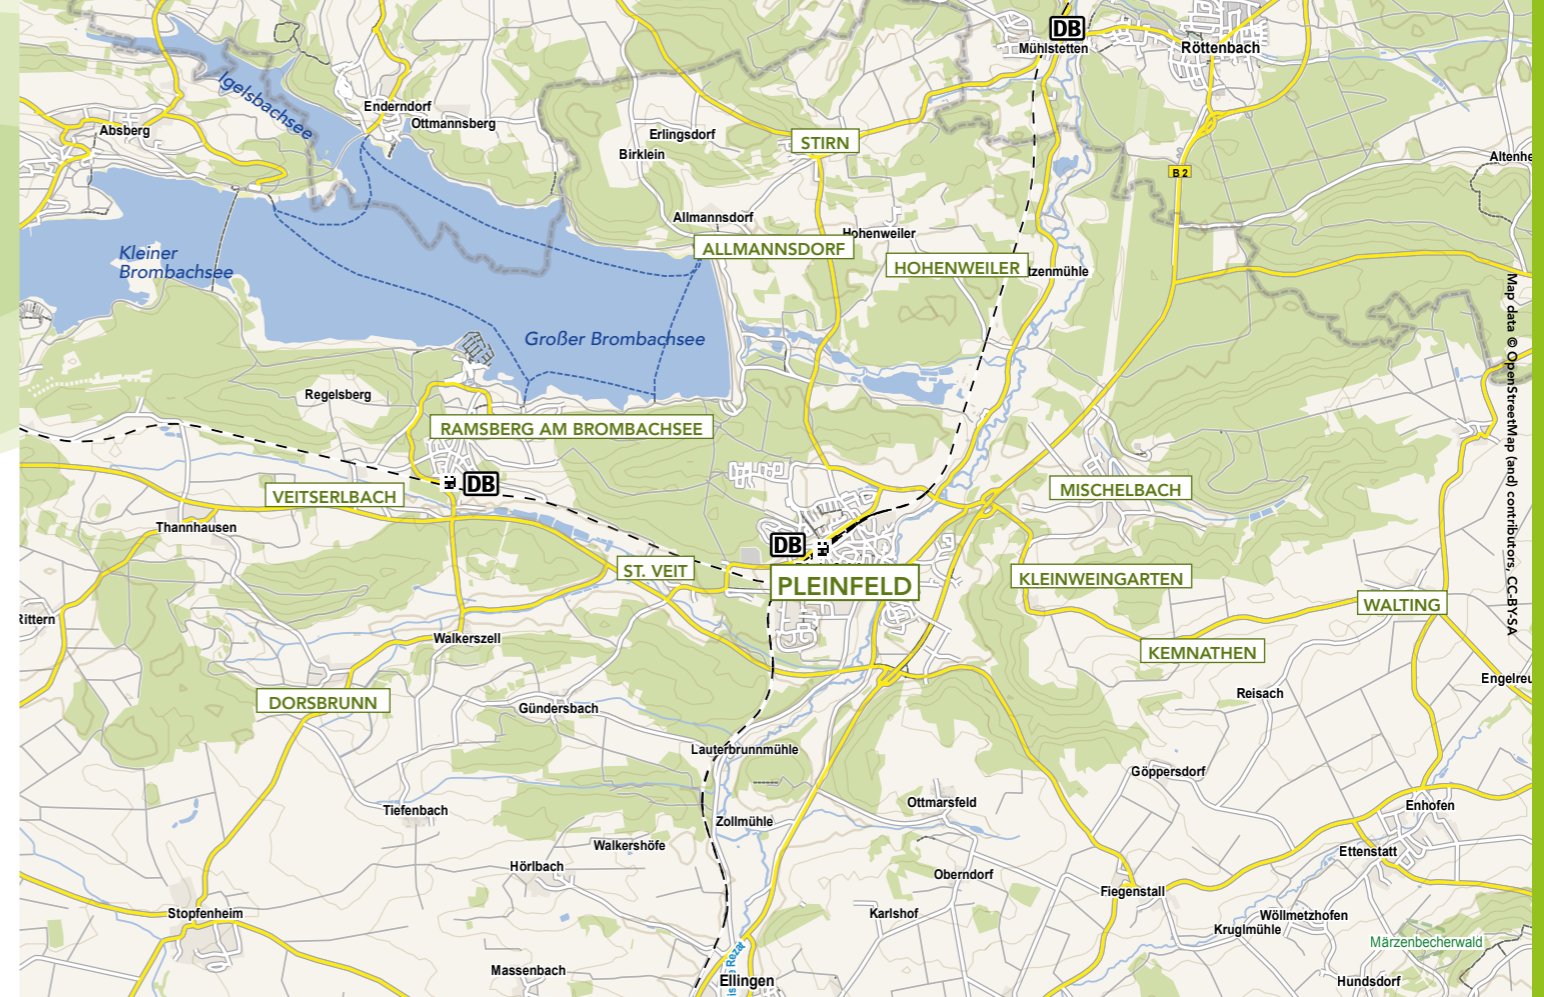 DB
Mühlstetten
Röttenbach
Igelsbachsee
Enderndorf
Ottmannsberg
Absberg
Erlingsdorf
STIRN
Birklein
Altenhe
B 2
Allmannsdorf
Hohenweiler
ALLMANNSDORF
HOHENWEILER
tzenmühle
Kleiner
Brombachsee
Großer Brombachsee
Map data © OpenStreetMap (and) contributors, CC-BY-SA
Regelsberg
RAMSBERG AM BROMBACHSEE
DB
VEITSERLBACH
MISCHELBACH
Thannhausen
DB
ST. VEIT
PLEINFELD
KLEINWEINGARTEN
WALTING
Rittern
Walkerszell
KEMNATHEN
Engelreu
Reisach
DORSBRUNN
Gündersbach
Lauterbrunnmühle
Göppersdorf
Tiefenbach
Ottmarsfeld
Enhofen
Zollmühle
Walkershöfe
Ettenstatt
Hörlbach
Oberndorf
Fiegenstall
Stopfenheim
Karlshof
Wöllmetzhofen
Kruglmühle
Märzenbecherwald
Massenbach
Rezat
Ellingen
Hundsdorf